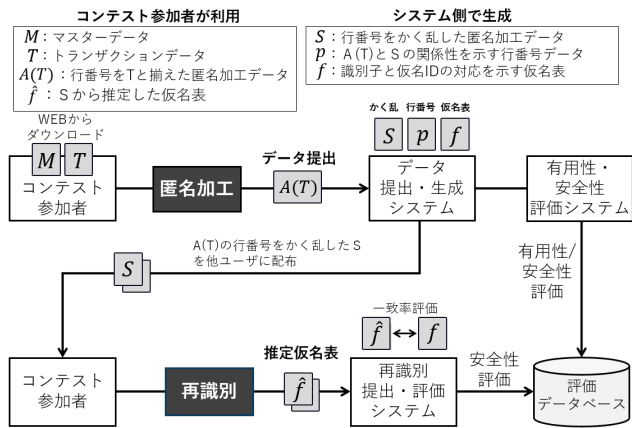 コンテスト参加者が利用
M：マスターデータ
T：トランザクションデータ
A(T)：行番号をTと揃えた匿名加工データ
f̂：Ｓから推定した仮名表
システム側で生成
S：行番号をかく乱した匿名加工データ
p：Ａ(T)とＳの関係性を示す行番号データ
f：識別子と仮名IDの対応を示す仮名表
WEBから
ダウンロード
M T
コンテスト
参加者
匿名加工
データ提出
A(T)
かく乱 行番号 仮名表
S p f
データ
提出・生成
システム
有用性・
安全性
評価システム
A(T)の行番号をかく乱したＳ
を他ユーザに配布
S
有用性/
安全性
評価
一致率評価
f̂ f
コンテスト
参加者
再識別
推定仮名表
f̂
再識別
提出・評価
システム
安全性
評価
評価
データベース